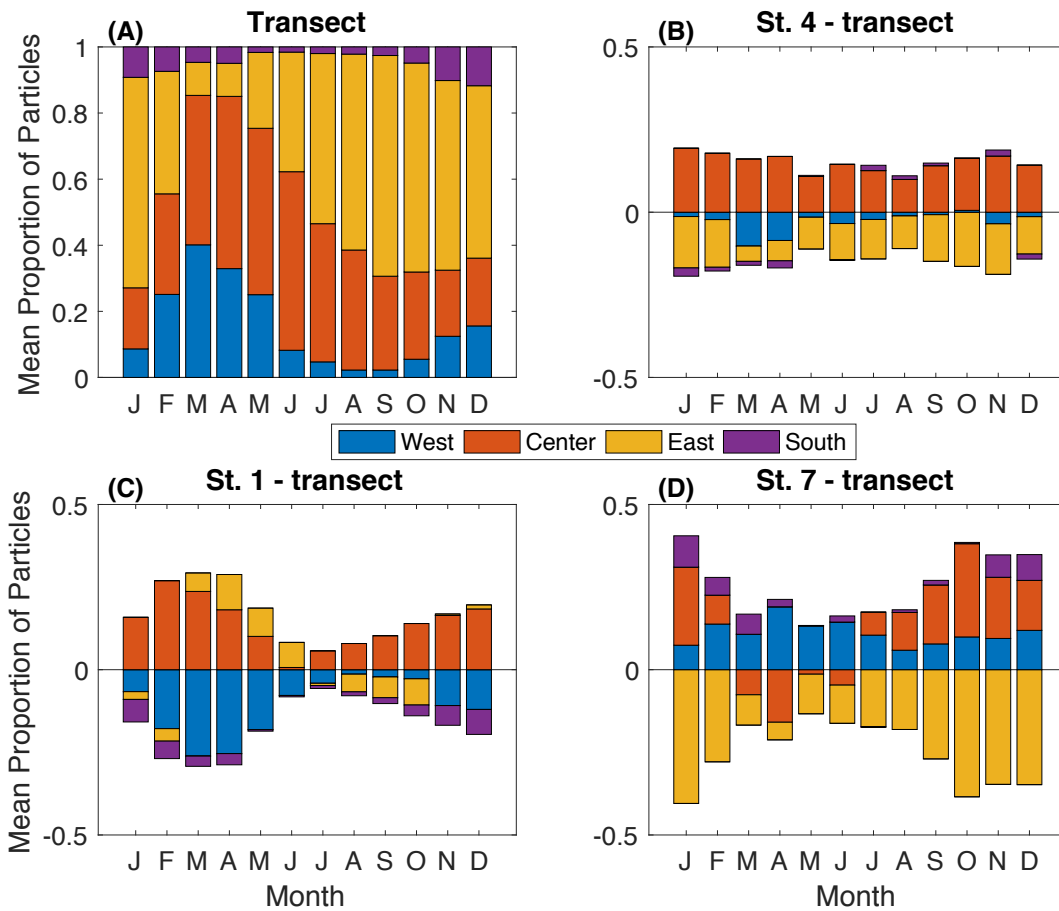 (A) Transect
Mean Proportion of Particles
1
0.8
0.6
0.4
0.2
0
J F M A M J J A S O N D
(B) St. 4 - transect
0.5
0
-0.5
J F M A M J J A S O N D
West Center East South
(C) St. 1 - transect
Mean Proportion of Particles
0.5
0
-0.5
J F M A M J J A S O N D
Month
(D) St. 7 - transect
0.5
0
-0.5
J F M A M J J A S O N D
Month